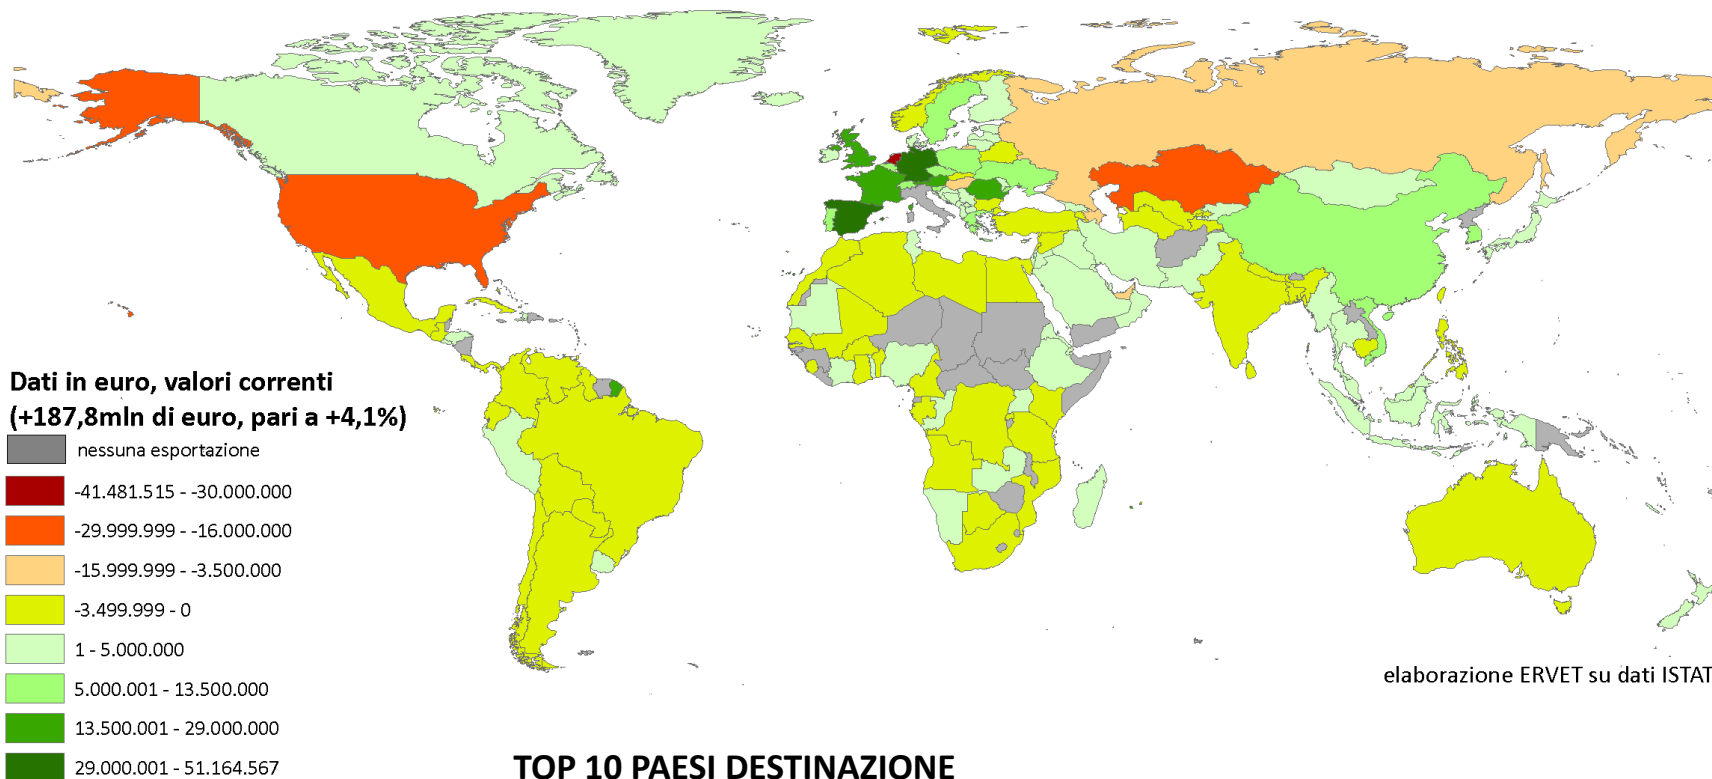 Dati in euro, valori correnti
(+187,8mln di euro, pari a +4,1%)
nessuna esportazione
-41.481.515 - -30.000.000
-29.999.999 - -16.000.000
-15.999.999 - -3.500.000
-3.499.999 - 0
1 - 5.000.000
5.000.001 - 13.500.000
13.500.001 - 29.000.000
29.000.001 - 51.164.567
elaborazione ERVET su dati ISTAT
TOP 10 PAESI DESTINAZIONE